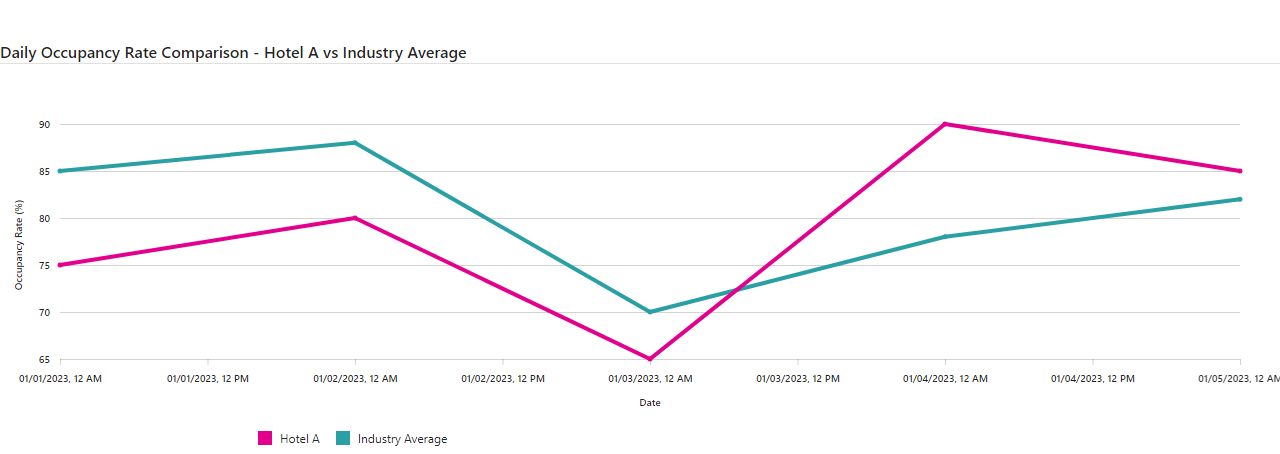 Daily Occupancy Rate Comparison - Hotel A vs Industry Average
90
85
80
75
70
65
Occupancy Rate (%)
01/01/2023, 12 AM 01/01/2023, 12 PM 01/02/2023, 12 AM 01/02/2023, 12 PM 01/03/2023, 12 AM 01/03/2023, 12 PM 01/04/2023, 12 AM 01/04/2023, 12 PM 01/05/2023, 12 AM
Date
Hotel A Industry Average